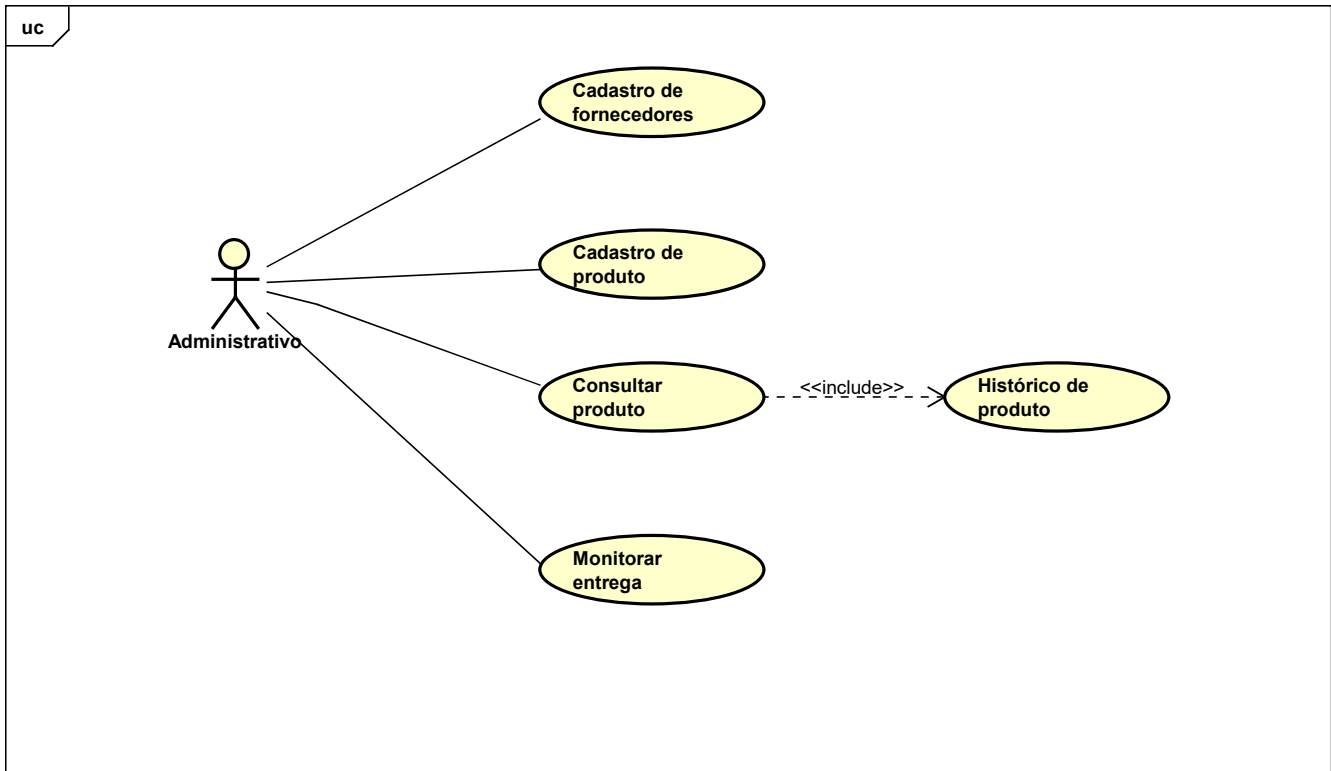 uc
Cadastro de
fornecedores
Cadastro de
produto
Administrativo
Consultar
produto
<<include>>
Histórico de
produto
Monitorar
entrega